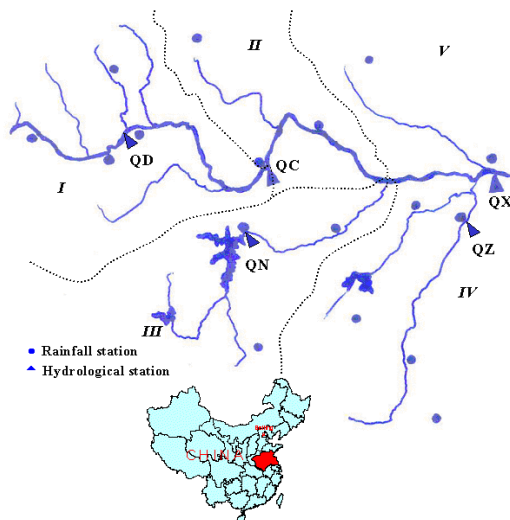 II
V
QD
I
QC
QX
QN
QZ
IV
III
Rainfall station
Hydrological station
CHINA